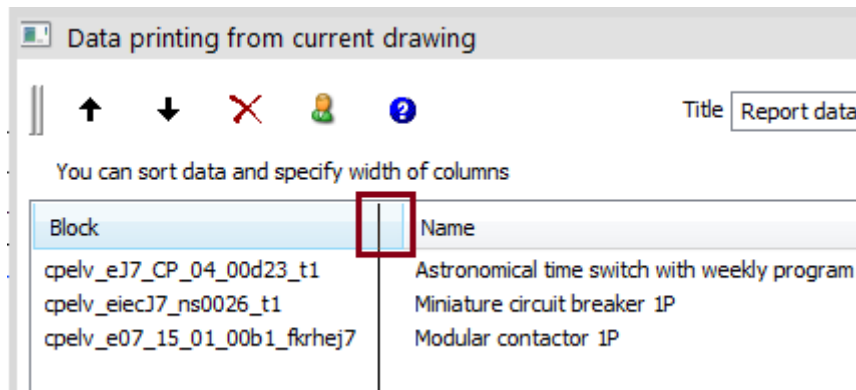 Data printing from current drawing
Title Report data
You can sort data and specify width of columns
Block Name
cpelv_eJ7_CP_04_00d23_t1 Astronomical time switch with weekly program
cpelv_eiecJ7_ns0026_t1 Miniature circuit breaker 1P
cpelv_e07_15_01_00b1_fkrhej7 Modular contactor 1P